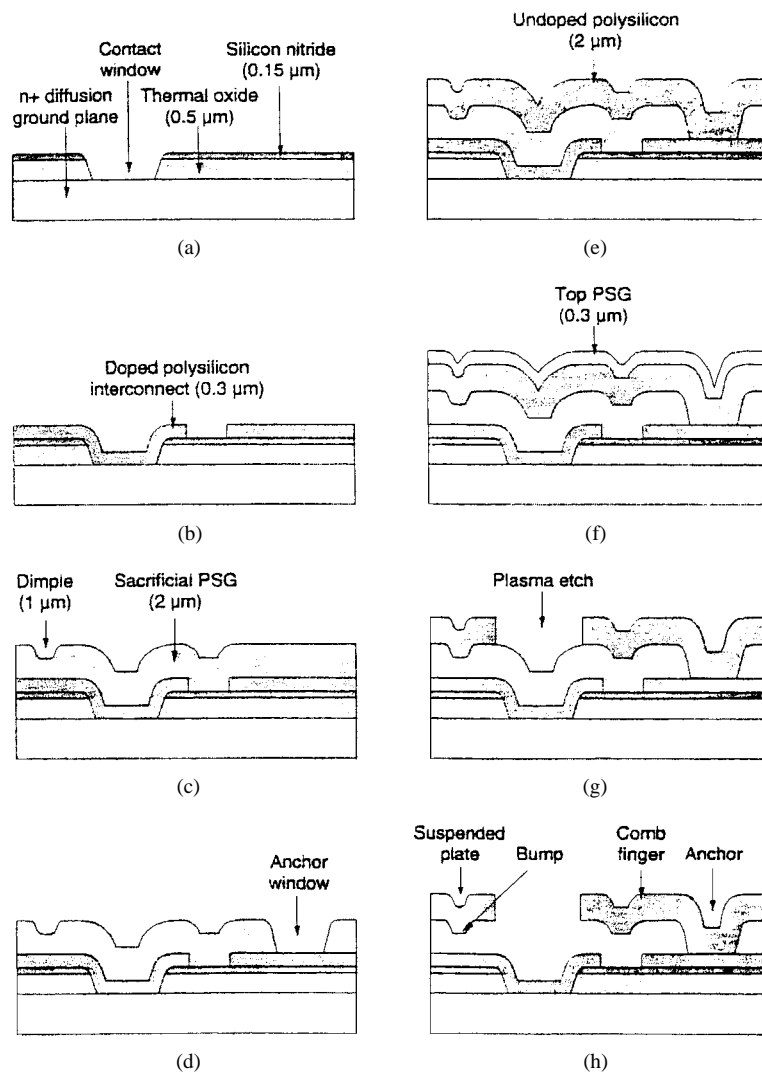 Contact
window
Silicon nitride
(0.15 µm)
n+ diffusion
ground plane
Thermal oxide
(0.5 µm)
(a)
Doped polysilicon
interconnect (0.3 µm)
(b)
Dimple
(1 µm)
Sacrificial PSG
(2 µm)
(c)
Anchor
window
(d)
Undoped polysilicon
(2 µm)
(e)
Top PSG
(0.3 µm)
(f)
Plasma etch
(g)
Suspended
plate
Bump
Comb
finger
Anchor
(h)